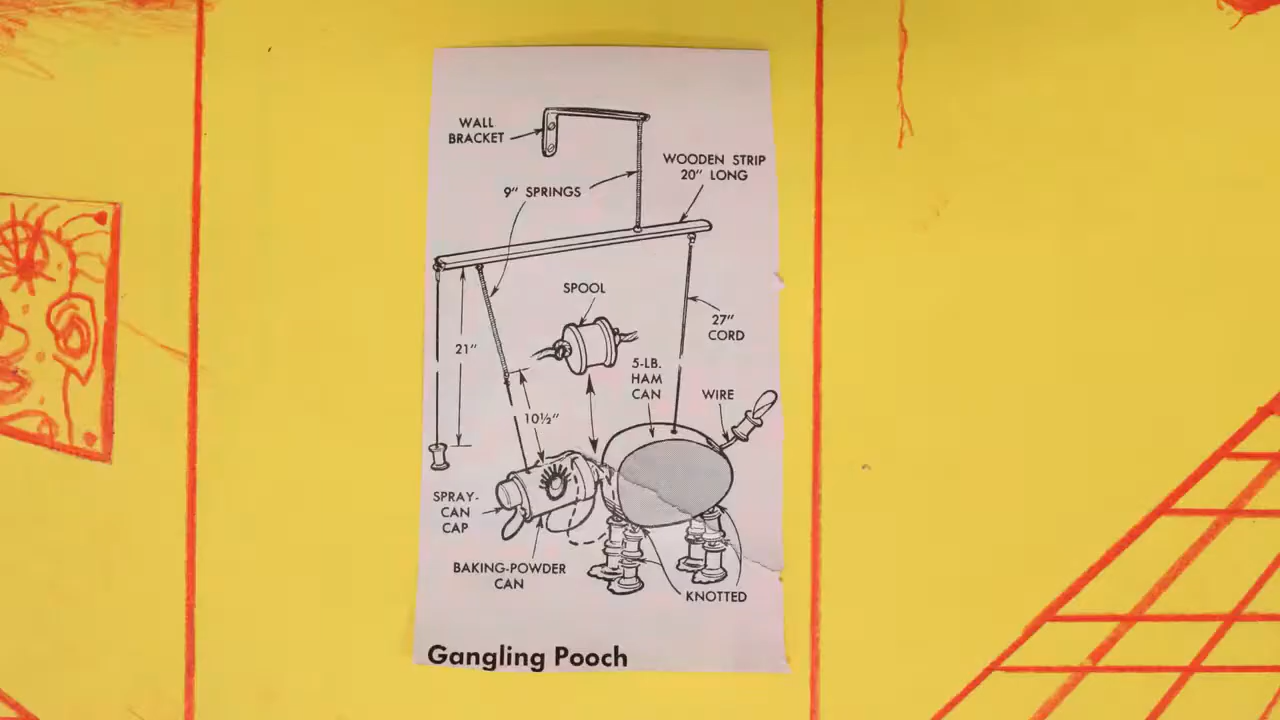 WALL
BRACKET
WOODEN STRIP
20" LONG
9" SPRINGS
SPOOL
27"
CORD
21"
5-LB.
HAM
CAN
WIRE
10½"
SPRAY-
CAN
CAP
BAKING-POWDER
CAN
KNOTTED
Gangling Pooch